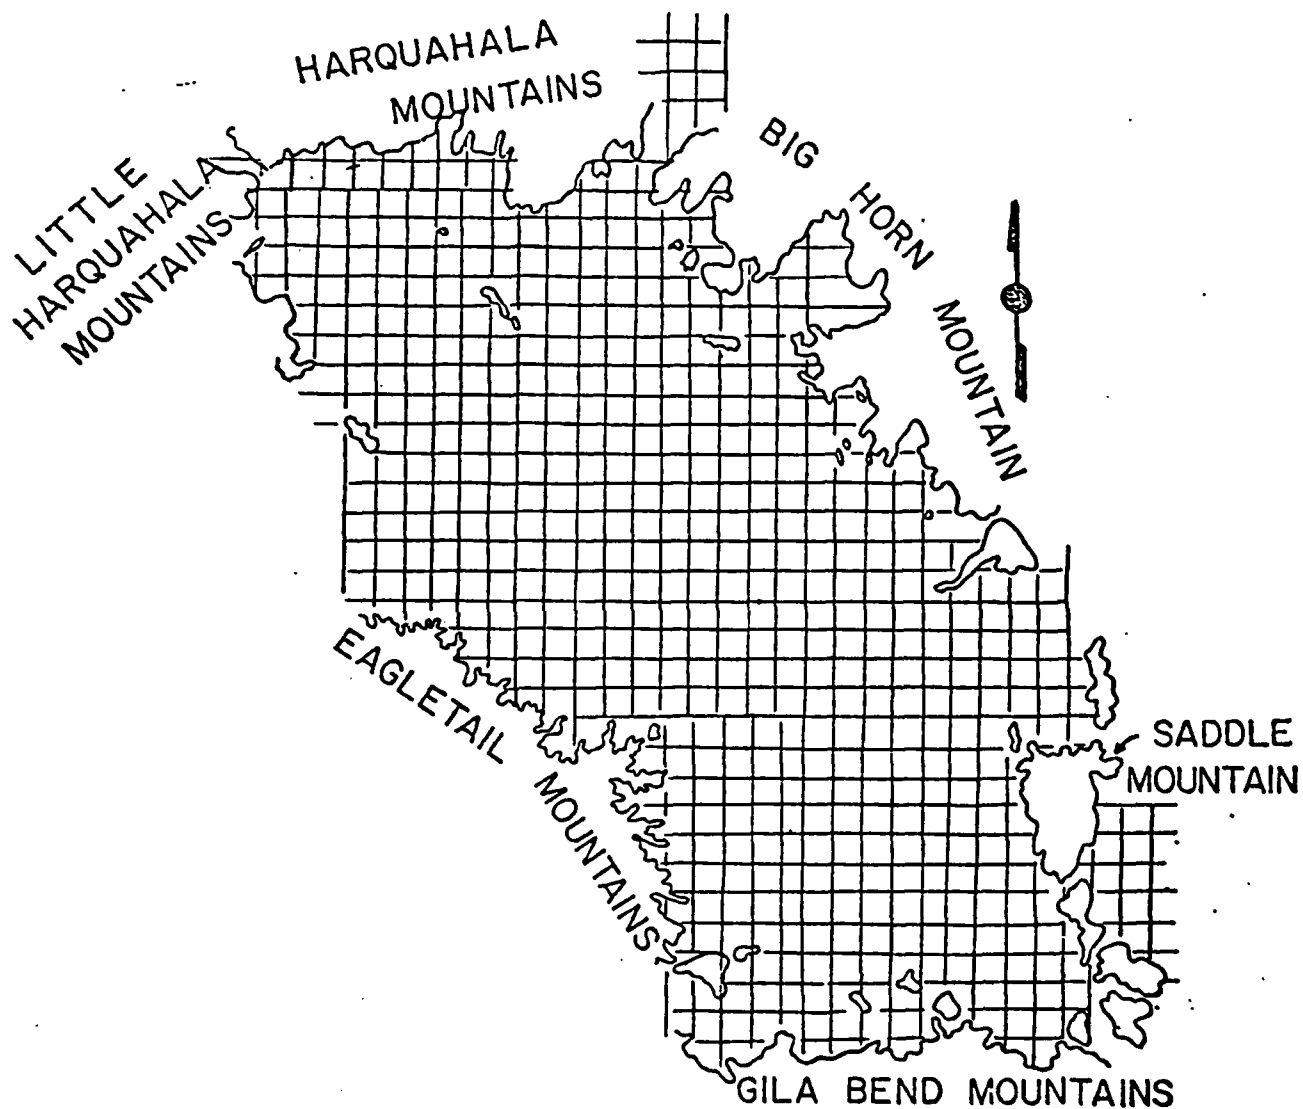 HARQUAHALA
MOUNTAINS
BIG
HORN
MOUNTAIN
LITTLE
HARQUAHALA
MOUNTAINS
EAGLETAIL
MOUNTAINS
SADDLE
MOUNTAIN
GILA BEND MOUNTAINS